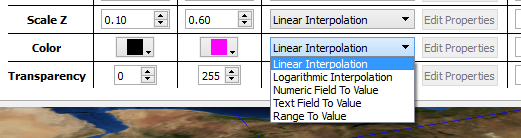 Scale Z 0.10 0.60 Linear Interpolation Edit Properties
Color Linear Interpolation Edit Properties
Linear Interpolation
Logarithmic Interpolation
Transparency 0 255 Numeric Field To Value Edit Properties
Text Field To Value
Range To Value